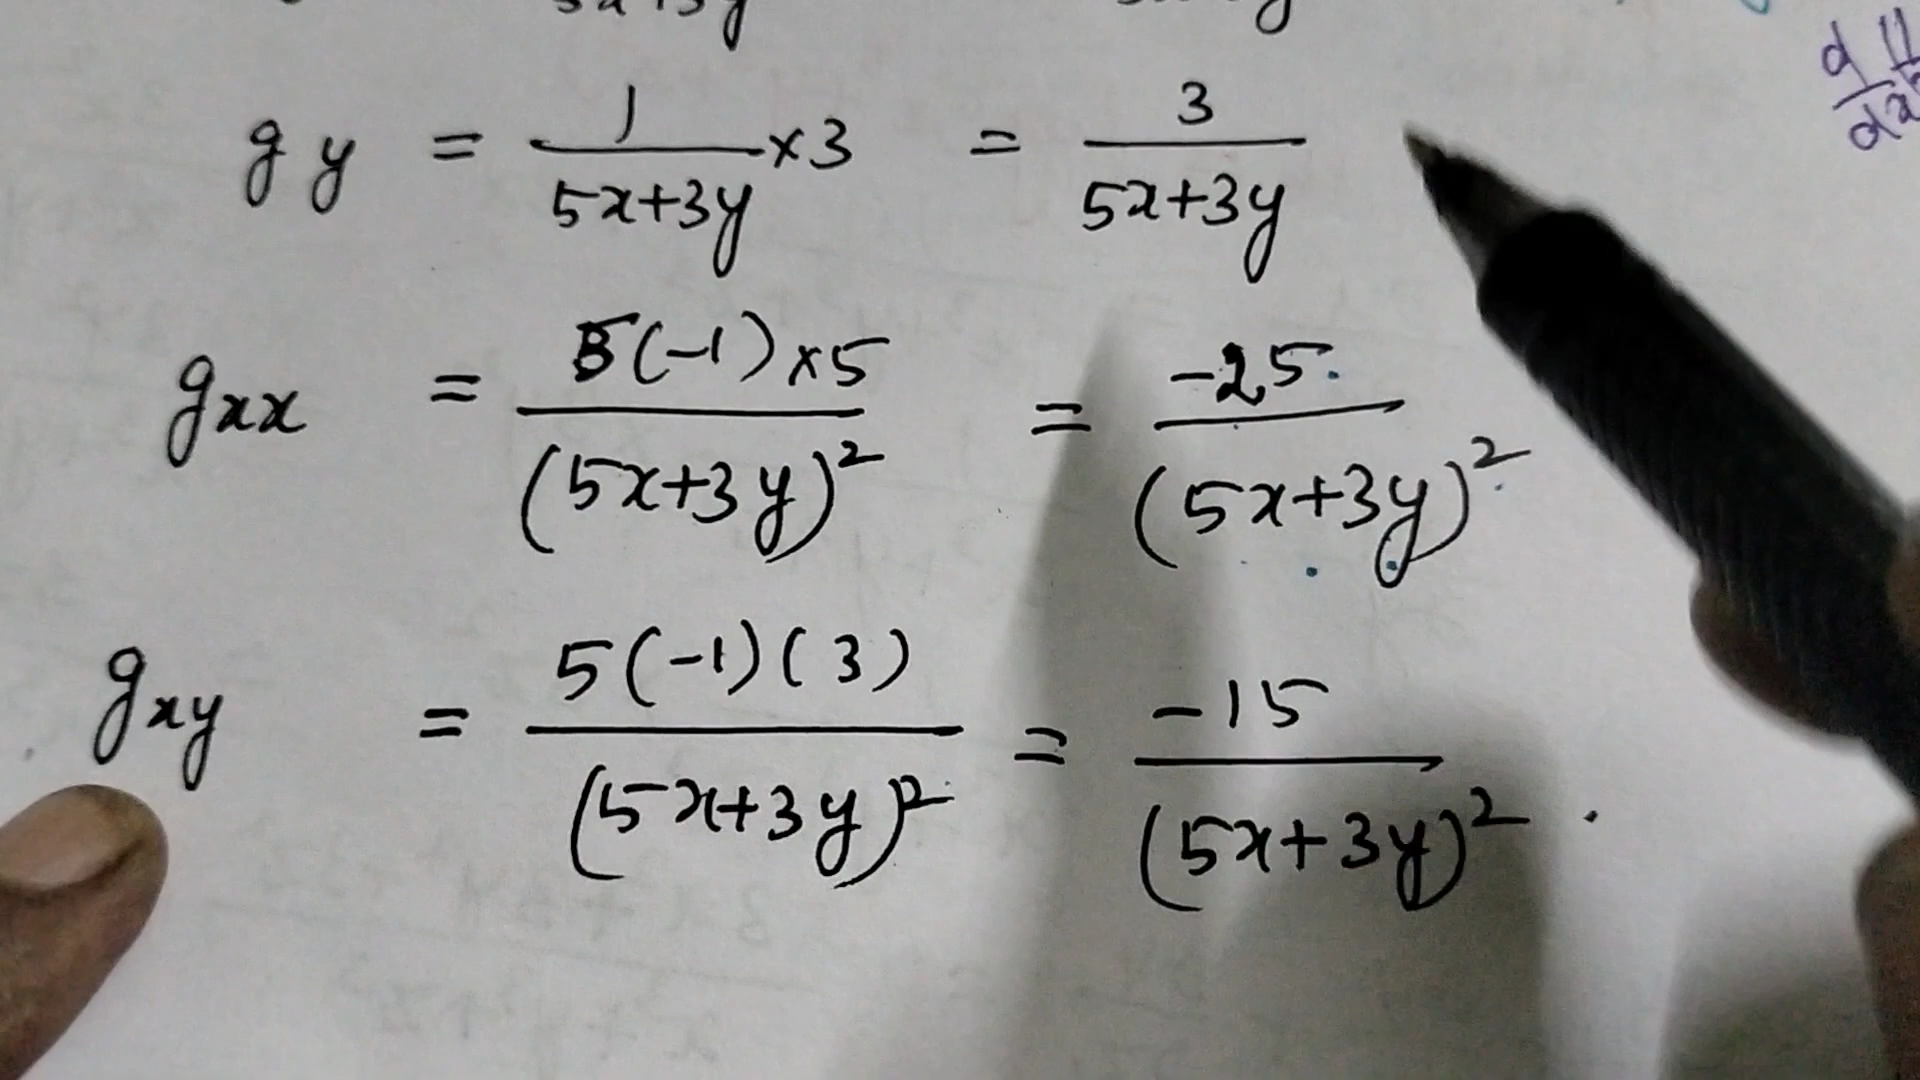 g y = 1/(5x+3y) ×3 = 3/(5x+3y)
gxx = 5(-1)×5/(5x+3y)² = -25/(5x+3y)²
gxy = 5(-1)(3)/(5x+3y)² = -15/(5x+3y)².